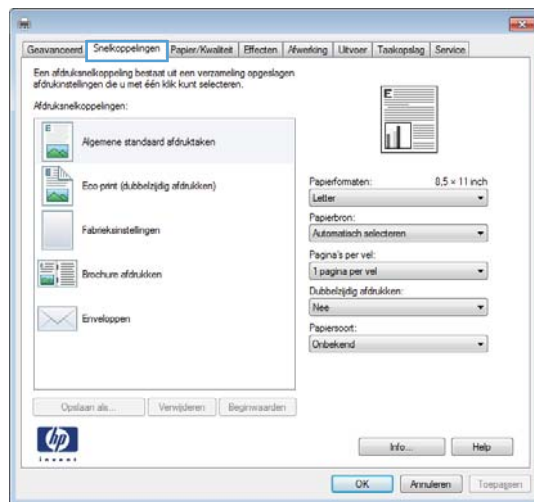 Geavanceerd Snelkoppelingen Papier/Kwaliteit Effecten Afwerking Uitvoer Taakopslag Service
Een afdruksnelkoppeling bestaat uit een verzameling opgeslagen
afdrukinstellingen die u met één klik kunt selecteren.
Afdruksnelkoppelingen:
Algemene standaard afdruktaken
Eco-print (dubbelzijdig afdrukken)
Fabrieksinstellingen
Brochure afdrukken
Enveloppen
Opslaan als... Verwijderen Beginwaarden
E
Papierformaten: 8,5 × 11 inch
Letter
Papierbron:
Automatisch selecteren
Pagina's per vel:
1 pagina per vel
Dubbelzijdig afdrukken:
Nee
Papiersoort:
Onbekend
hp
invent
Info... Help
OK Annuleren Toepassen